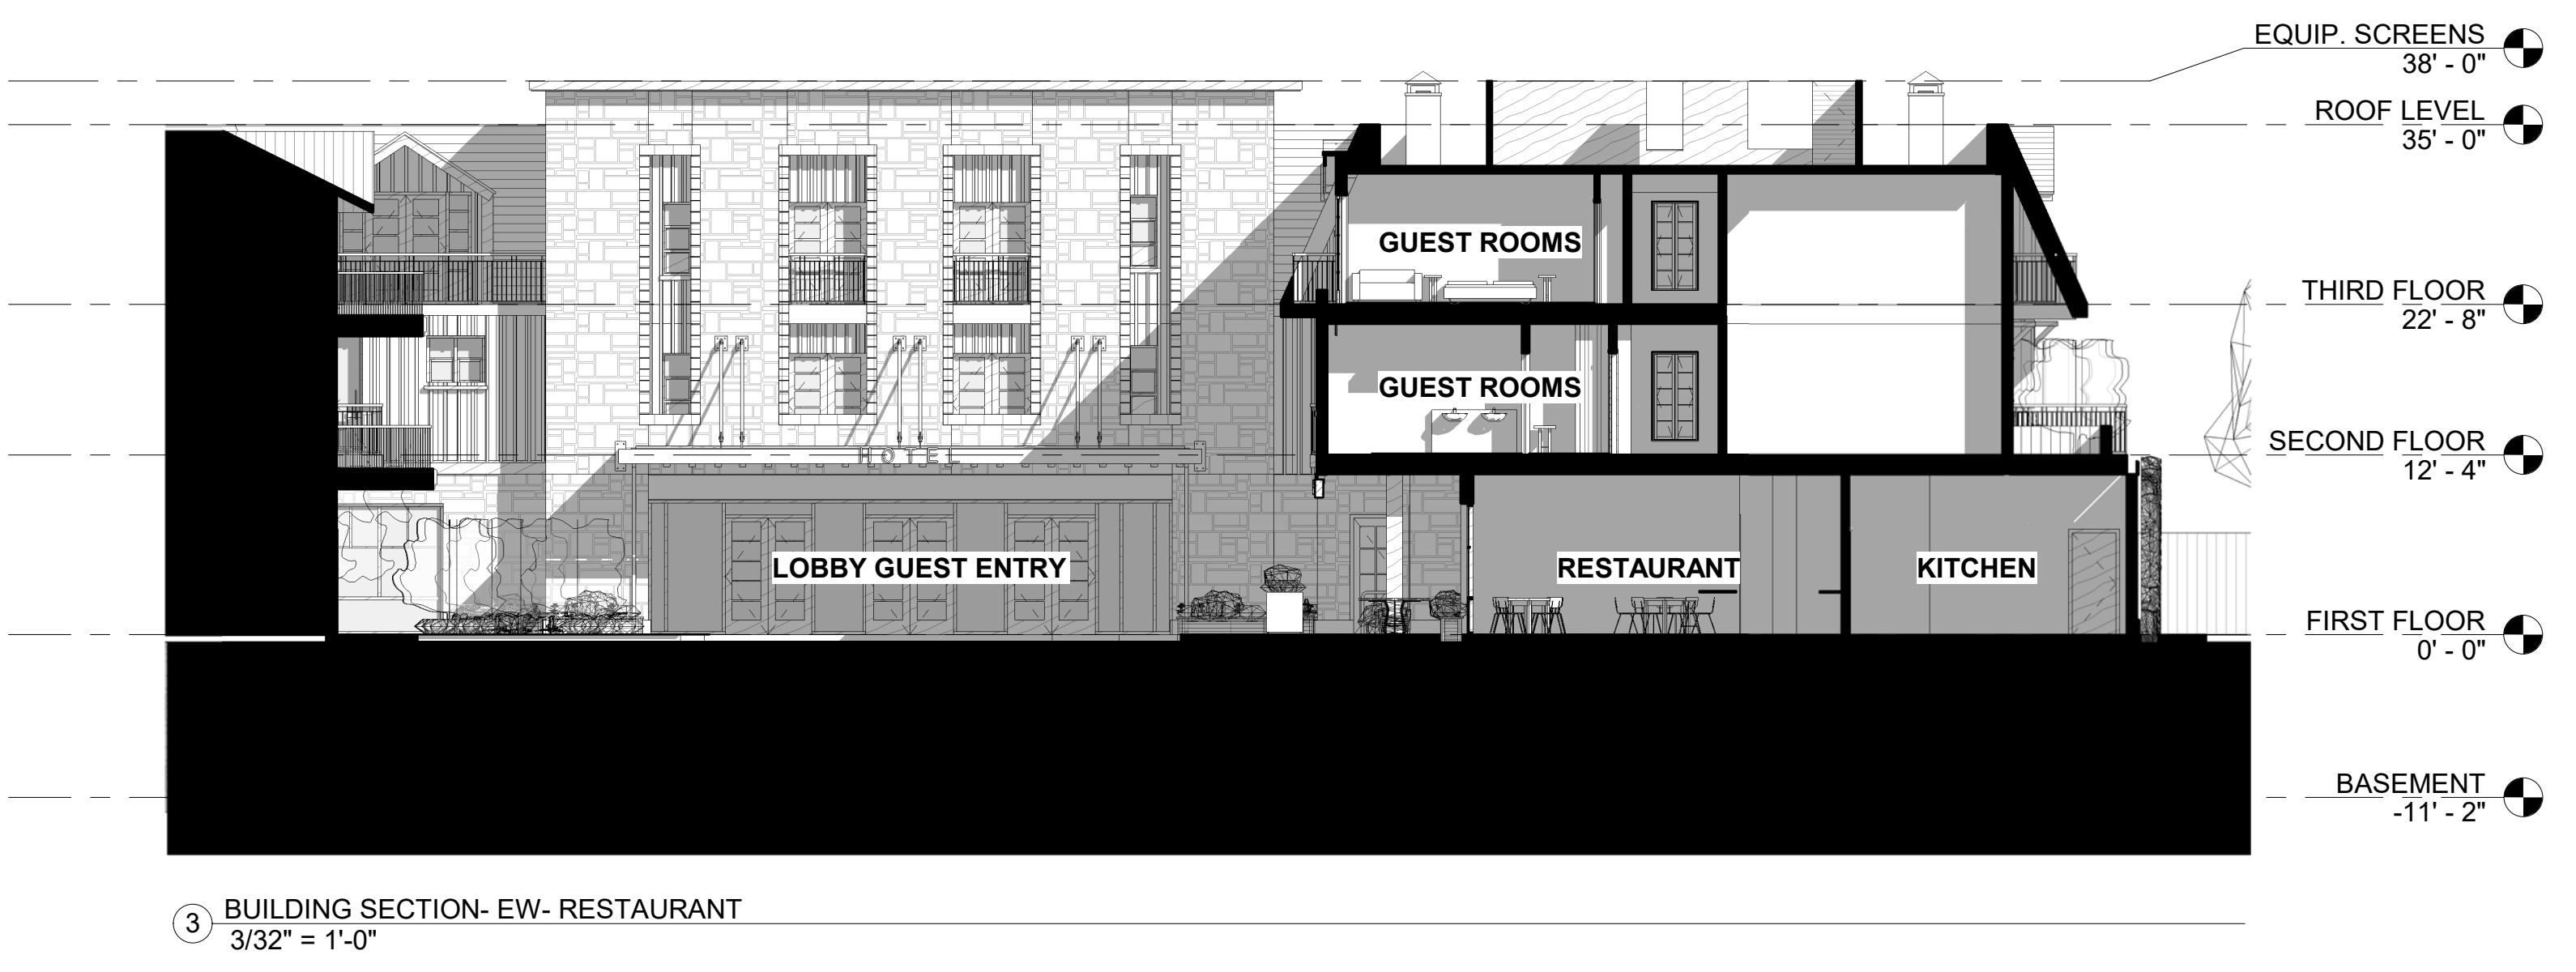 EQUIP. SCREENS
38' - 0"
ROOF LEVEL
35' - 0"
GUEST ROOMS
THIRD FLOOR
22' - 8"
GUEST ROOMS
HOTEL
SECOND FLOOR
12' - 4"
LOBBY GUEST ENTRY
RESTAURANT
KITCHEN
FIRST FLOOR
0' - 0"
BASEMENT
-11' - 2"
3
BUILDING SECTION- EW- RESTAURANT
3/32" = 1'-0"